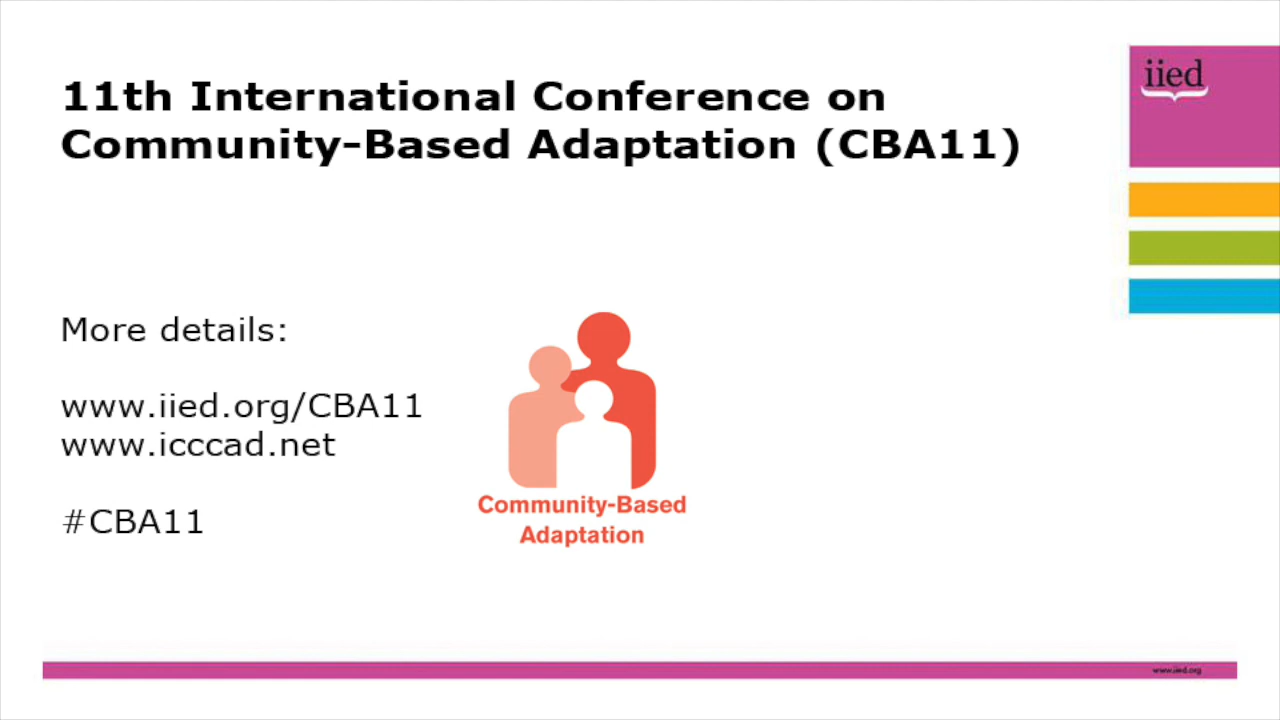 11th International Conference on
Community-Based Adaptation (CBA11)
iied
More details:
www.iied.org/CBA11
www.icccad.net
#CBA11
Community-Based
Adaptation
www.iied.org